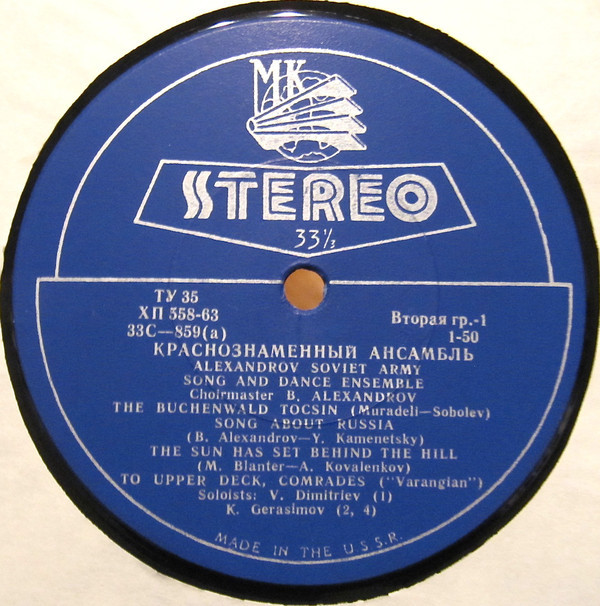 МК
STEREO
33⅓
ТУ 35
ХП 558-63
33С—859(а)
Вторая гр.-1
1-50
КРАСНОЗНАМЕННЫЙ АНСАМБЛЬ
ALEXANDROV SOVIET ARMY
SONG AND DANCE ENSEMBLE
Choirmaster B. ALEXANDROV
THE BUCHENWALD TOCSIN (Muradeli—Sobolev)
SONG ABOUT RUSSIA
(B. Alexandrov—Y. Kamenetsky)
THE SUN HAS SET BEHIND THE HILL
(M. Blanter—A. Kovalenkov)
TO UPPER DECK, COMRADES ("Varangian")
Soloists: V. Dimitriev (1)
K. Gerasimov (2, 4)
MADE IN THE U.S.S.R.